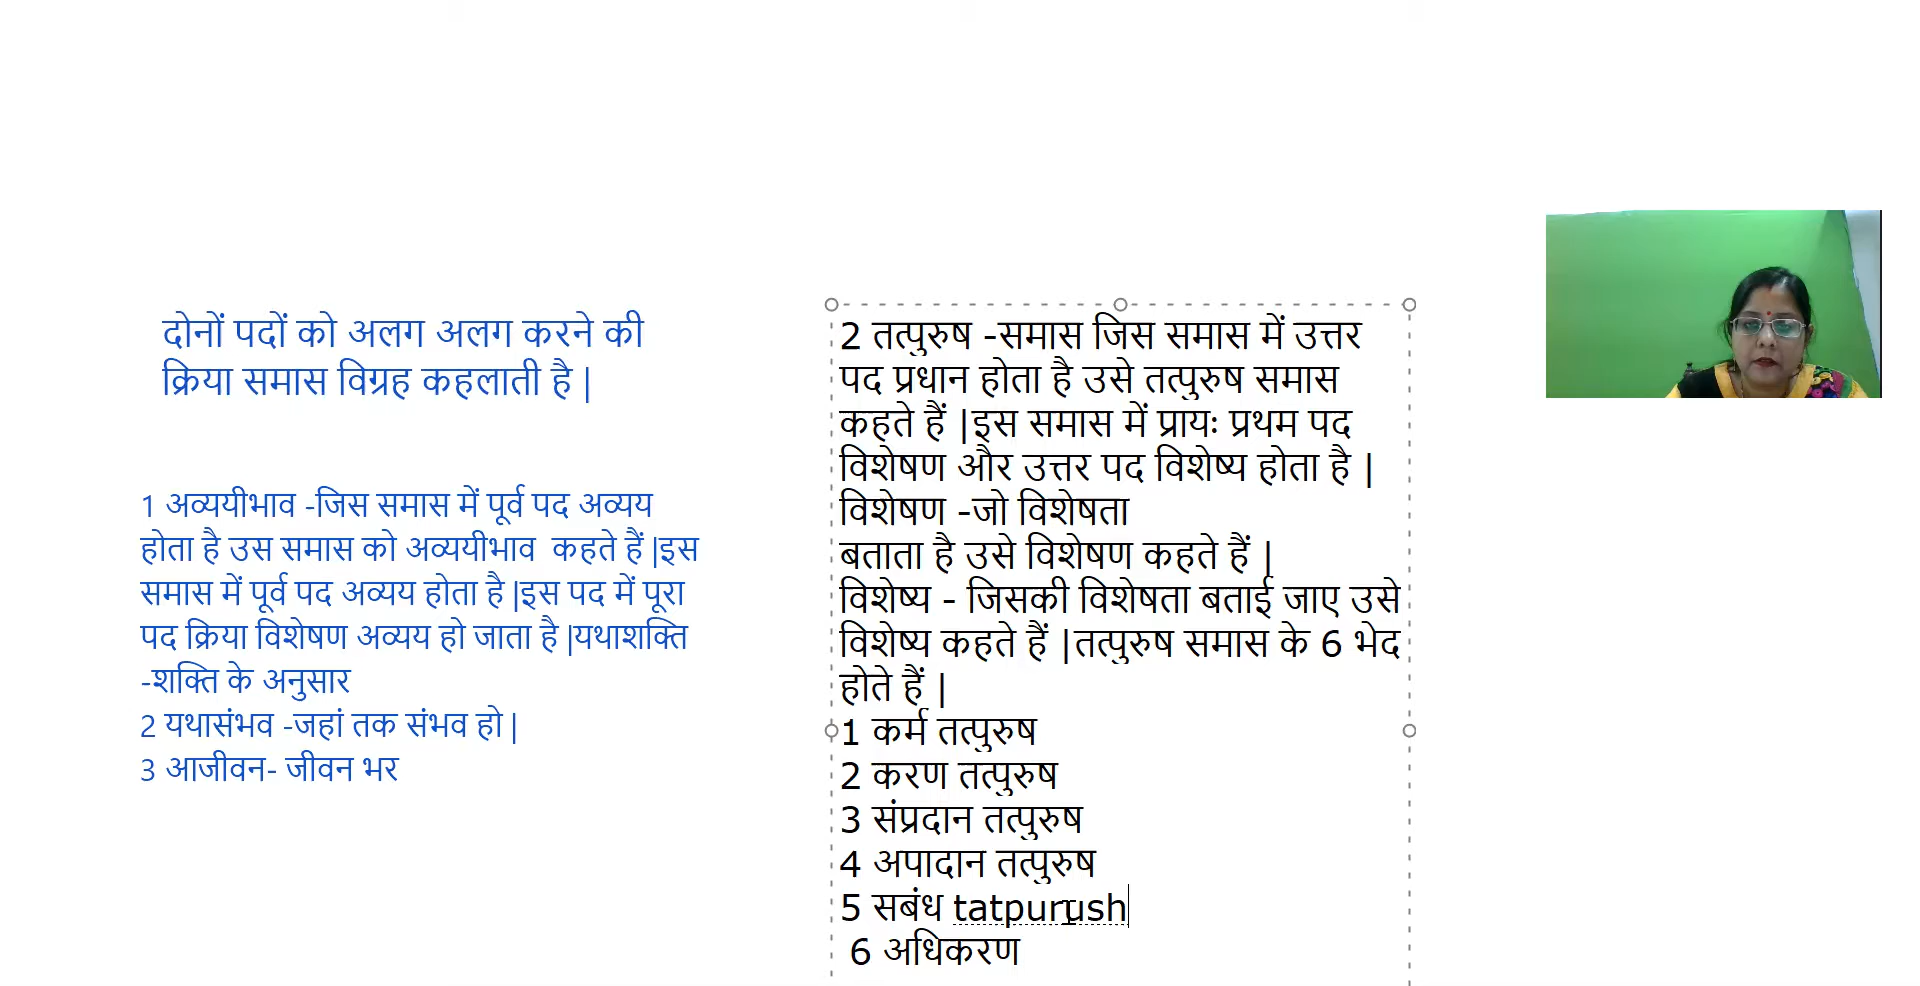 दोनों पदों को अलग अलग करने की
क्रिया समास विग्रह कहलाती है |
1 अव्ययीभाव -जिस समास में पूर्व पद अव्यय
होता है उस समास को अव्ययीभाव  कहते हैं |इस
समास में पूर्व पद अव्यय होता है |इस पद में पूरा
पद क्रिया विशेषण अव्यय हो जाता है |यथाशक्ति
-शक्ति के अनुसार
2 यथासंभव -जहां तक संभव हो |
3 आजीवन- जीवन भर
2 तत्पुरुष -समास जिस समास में उत्तर
पद प्रधान होता है उसे तत्पुरुष समास
कहते हैं |इस समास में प्रायः प्रथम पद
विशेषण और उत्तर पद विशेष्य होता है |
विशेषण -जो विशेषता
बताता है उसे विशेषण कहते हैं |
विशेष्य - जिसकी विशेषता बताई जाए उसे
विशेष्य कहते हैं |तत्पुरुष समास के 6 भेद
होते हैं |
1 कर्म तत्पुरुष
2 करण तत्पुरुष
3 संप्रदान तत्पुरुष
4 अपादान तत्पुरुष
5 सबंध tatpurush
6 अधिकरण